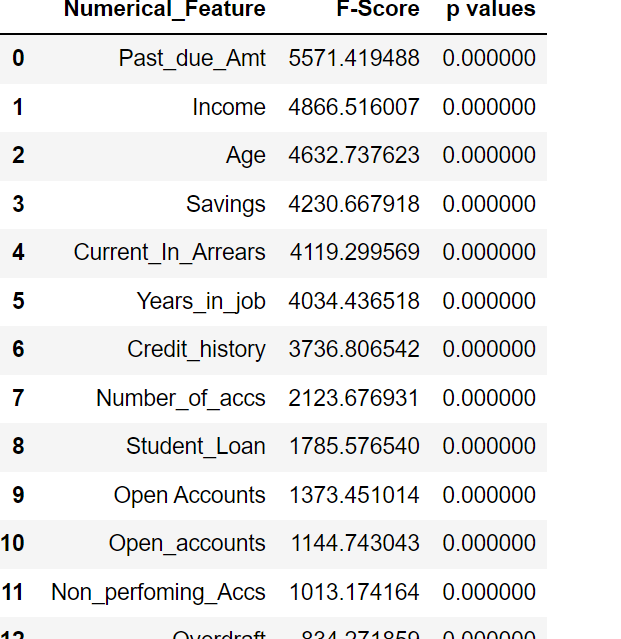 Numerical_Feature F-Score p values
0 Past_due_Amt 5571.419488 0.000000
1 Income 4866.516007 0.000000
2 Age 4632.737623 0.000000
3 Savings 4230.667918 0.000000
4 Current_In_Arrears 4119.299569 0.000000
5 Years_in_job 4034.436518 0.000000
6 Credit_history 3736.806542 0.000000
7 Number_of_accs 2123.676931 0.000000
8 Student_Loan 1785.576540 0.000000
9 Open Accounts 1373.451014 0.000000
10 Open_accounts 1144.743043 0.000000
11 Non_perfoming_Accs 1013.174164 0.000000
12 Overdraft 834.271859 0.000000